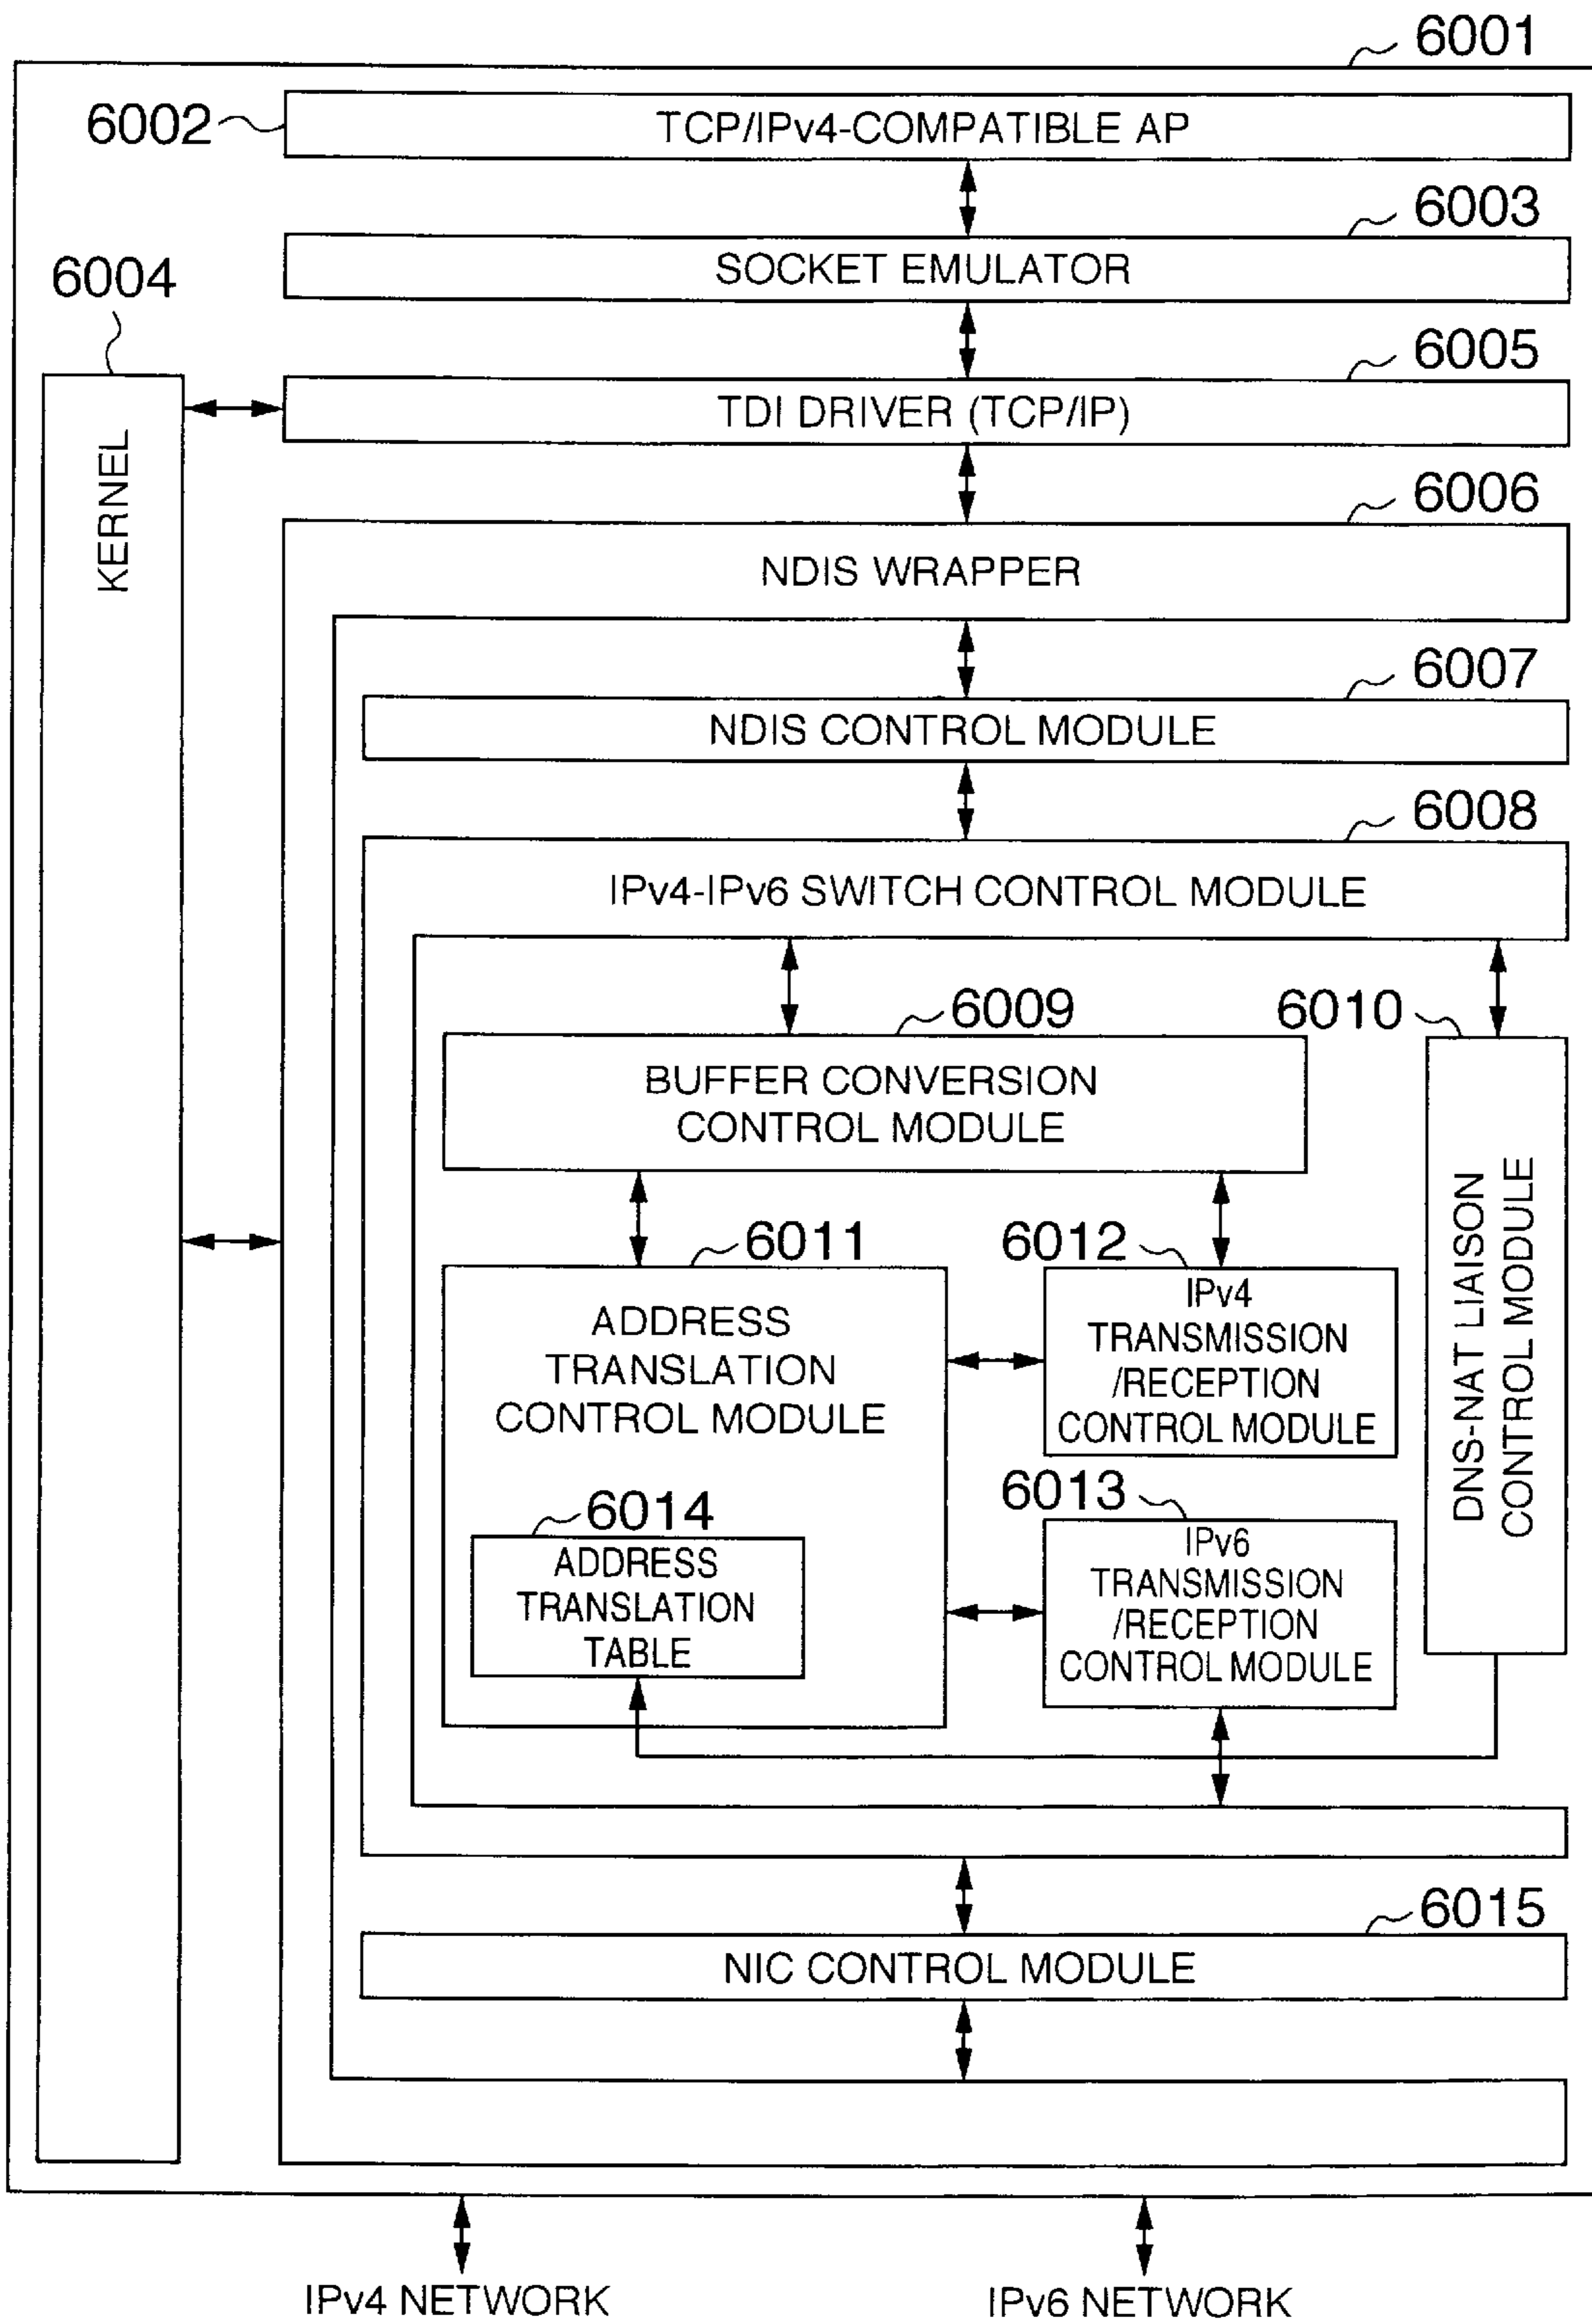 6001
6002
TCP/IPv4-COMPATIBLE AP
6003
SOCKET EMULATOR
6004
6005
TDI DRIVER (TCP/IP)
KERNEL
6006
NDIS WRAPPER
6007
NDIS CONTROL MODULE
6008
IPv4-IPv6 SWITCH CONTROL MODULE
6009
6010
BUFFER CONVERSION
CONTROL MODULE
DNS-NAT LIAISON
CONTROL MODULE
6011
6012
ADDRESS
TRANSLATION
CONTROL MODULE
IPv4
TRANSMISSION
/RECEPTION
CONTROL MODULE
6013
6014
ADDRESS
TRANSLATION
TABLE
IPv6
TRANSMISSION
/RECEPTION
CONTROL MODULE
6015
NIC CONTROL MODULE
IPv4 NETWORK
IPv6 NETWORK